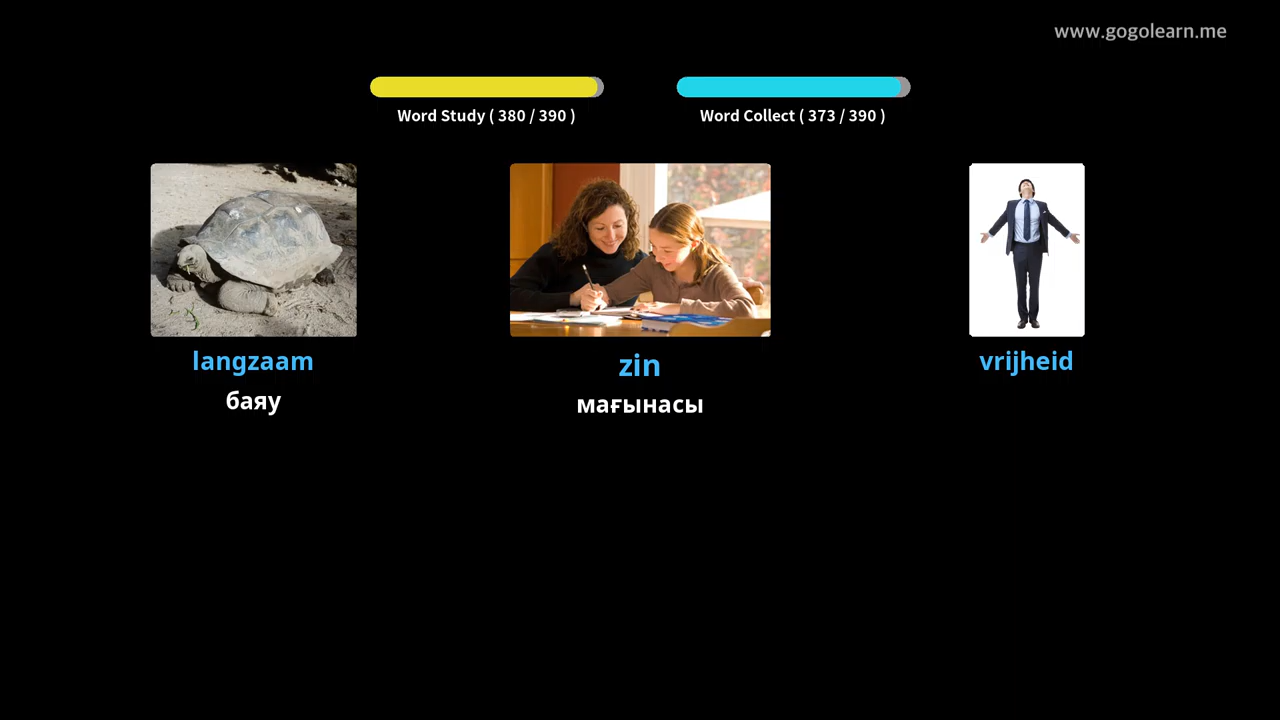 www.gogolearn.me
Word Study ( 380 / 390 )
Word Collect ( 373 / 390 )
langzaam
баяу
zin
мағынасы
vrijheid